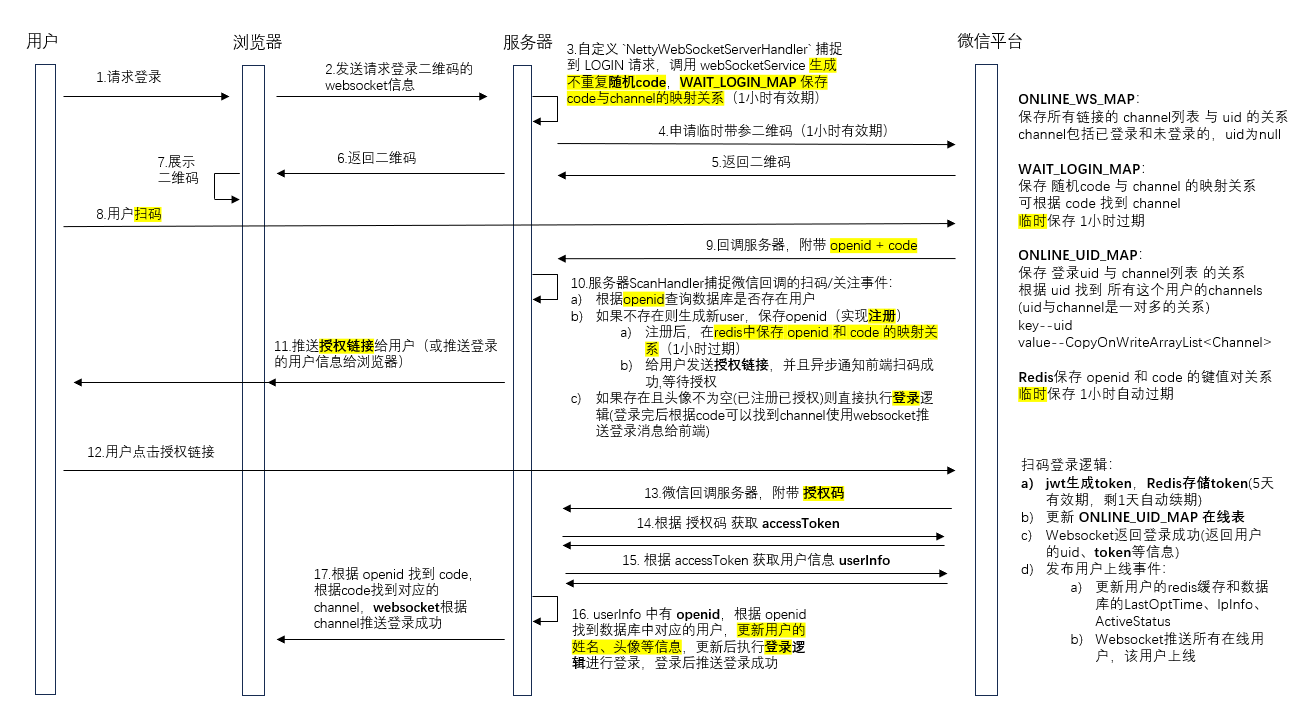 用户
浏览器
服务器
微信平台
1.请求登录
2.发送请求登录二维码的
websocket信息
3.自定义 `NettyWebSocketServerHandler` 捕捉
到 LOGIN 请求，调用 webSocketService 生成
不重复随机code，WAIT_LOGIN_MAP 保存
code与channel的映射关系（1小时有效期）
4.申请临时带参二维码（1小时有效期）
5.返回二维码
6.返回二维码
7.展示
二维码
8.用户扫码
9.回调服务器，附带 openid + code
10.服务器ScanHandler捕捉微信回调的扫码/关注事件：
a) 根据openid查询数据库是否存在用户
b) 如果不存在则生成新user，保存openid（实现注册）
a) 注册后，在redis中保存 openid 和 code 的映射关
系（1小时过期）
b) 给用户发送授权链接，并且异步通知前端扫码成
功,等待授权
c) 如果存在且头像不为空(已注册已授权)则直接执行登录逻
辑(登录完后根据code可以找到channel使用websocket推
送登录消息给前端)
11.推送授权链接给用户（或推送登录
的用户信息给浏览器）
12.用户点击授权链接
13.微信回调服务器，附带 授权码
14.根据 授权码 获取 accessToken
15. 根据 accessToken 获取用户信息 userInfo
16. userInfo 中有 openid，根据 openid
找到数据库中对应的用户，更新用户的
姓名、头像等信息，更新后执行登录逻
辑进行登录，登录后推送登录成功
17.根据 openid 找到 code,
根据code找到对应的
channel，websocket根据
channel推送登录成功
ONLINE_WS_MAP：
保存所有链接的 channel列表 与 uid 的关系
channel包括已登录和未登录的，uid为null
WAIT_LOGIN_MAP：
保存 随机code 与 channel 的映射关系
可根据 code 找到 channel
临时保存 1小时过期
ONLINE_UID_MAP：
保存 登录uid 与 channel列表 的关系
根据 uid 找到 所有这个用户的channels
(uid与channel是一对多的关系)
key--uid
value--CopyOnWriteArrayList<Channel>
Redis保存 openid 和 code 的键值对关系
临时保存 1小时自动过期
扫码登录逻辑：
a) jwt生成token，Redis存储token(5天
有效期，剩1天自动续期)
b) 更新 ONLINE_UID_MAP 在线表
c) Websocket返回登录成功(返回用户
的uid、token等信息)
d) 发布用户上线事件：
a) 更新用户的redis缓存和数据
库的LastOptTime、IpInfo、
ActiveStatus
b) Websocket推送所有在线用
户，该用户上线